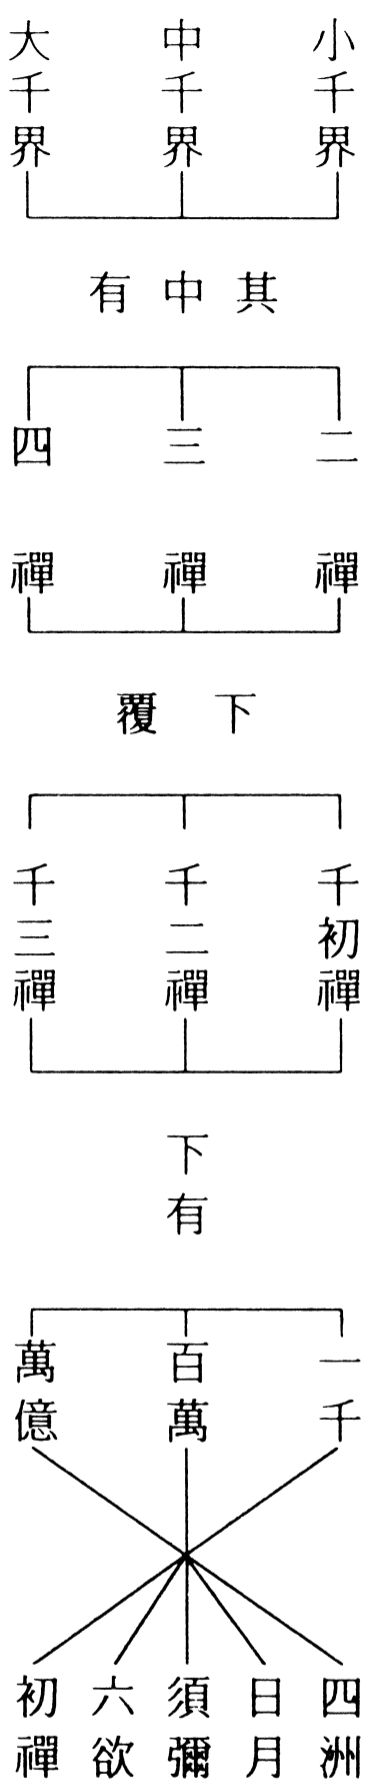 小千界
中千界
大千界
其中有
二禪
三禪
四禪
下覆
千初禪
千二禪
千三禪
下有
一千
百萬
萬億
四洲
日月
須彌
六欲
初禪